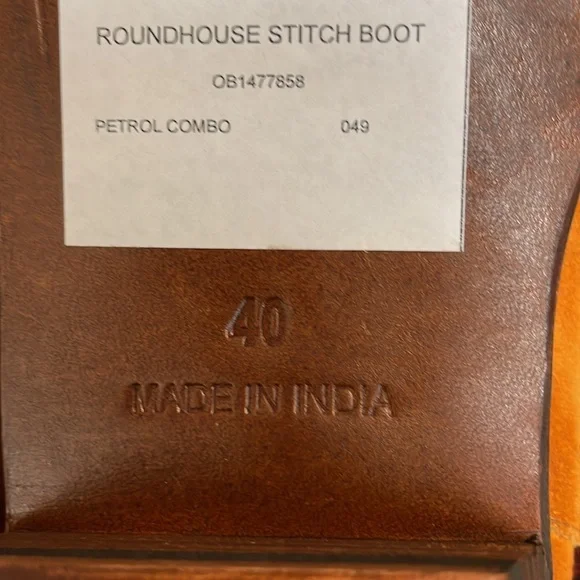 ROUNDHOUSE STITCH BOOT
OB1477858
PETROL COMBO 049
40
MADE IN INDIA